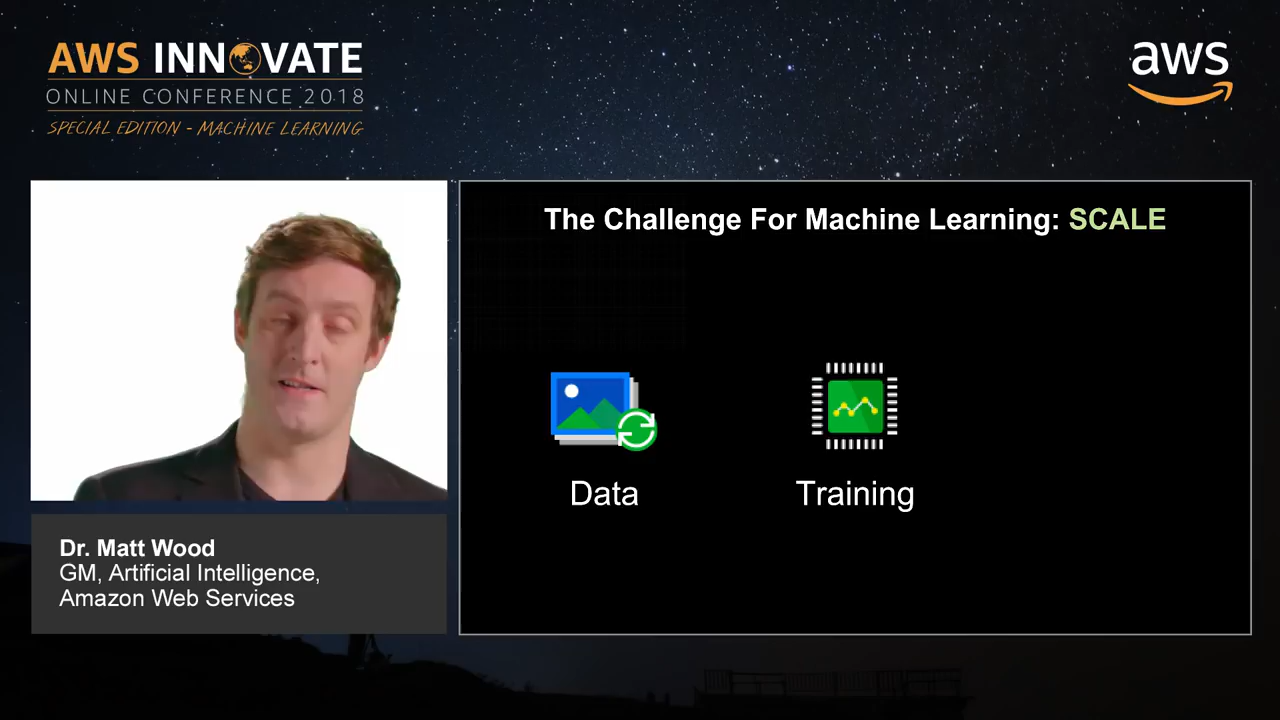 AWS INNOVATE
ONLINE CONFERENCE 2018
SPECIAL EDITION - MACHINE LEARNING
aws
The Challenge For Machine Learning: SCALE
Data
Training
Dr. Matt Wood
GM, Artificial Intelligence,
Amazon Web Services